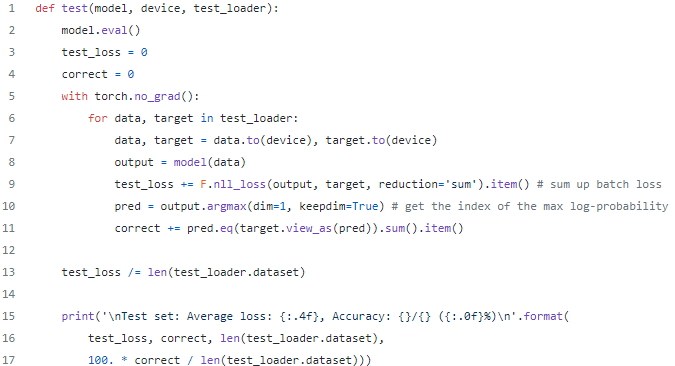 1 def test(model, device, test_loader):
2     model.eval()
3     test_loss = 0
4     correct = 0
5     with torch.no_grad():
6         for data, target in test_loader:
7             data, target = data.to(device), target.to(device)
8             output = model(data)
9             test_loss += F.nll_loss(output, target, reduction='sum').item() # sum up batch loss
10             pred = output.argmax(dim=1, keepdim=True) # get the index of the max log-probability
11             correct += pred.eq(target.view_as(pred)).sum().item()
12
13     test_loss /= len(test_loader.dataset)
14
15     print('\nTest set: Average loss: {:.4f}, Accuracy: {}/{} ({:.0f}%)\n'.format(
16         test_loss, correct, len(test_loader.dataset),
17         100. * correct / len(test_loader.dataset)))